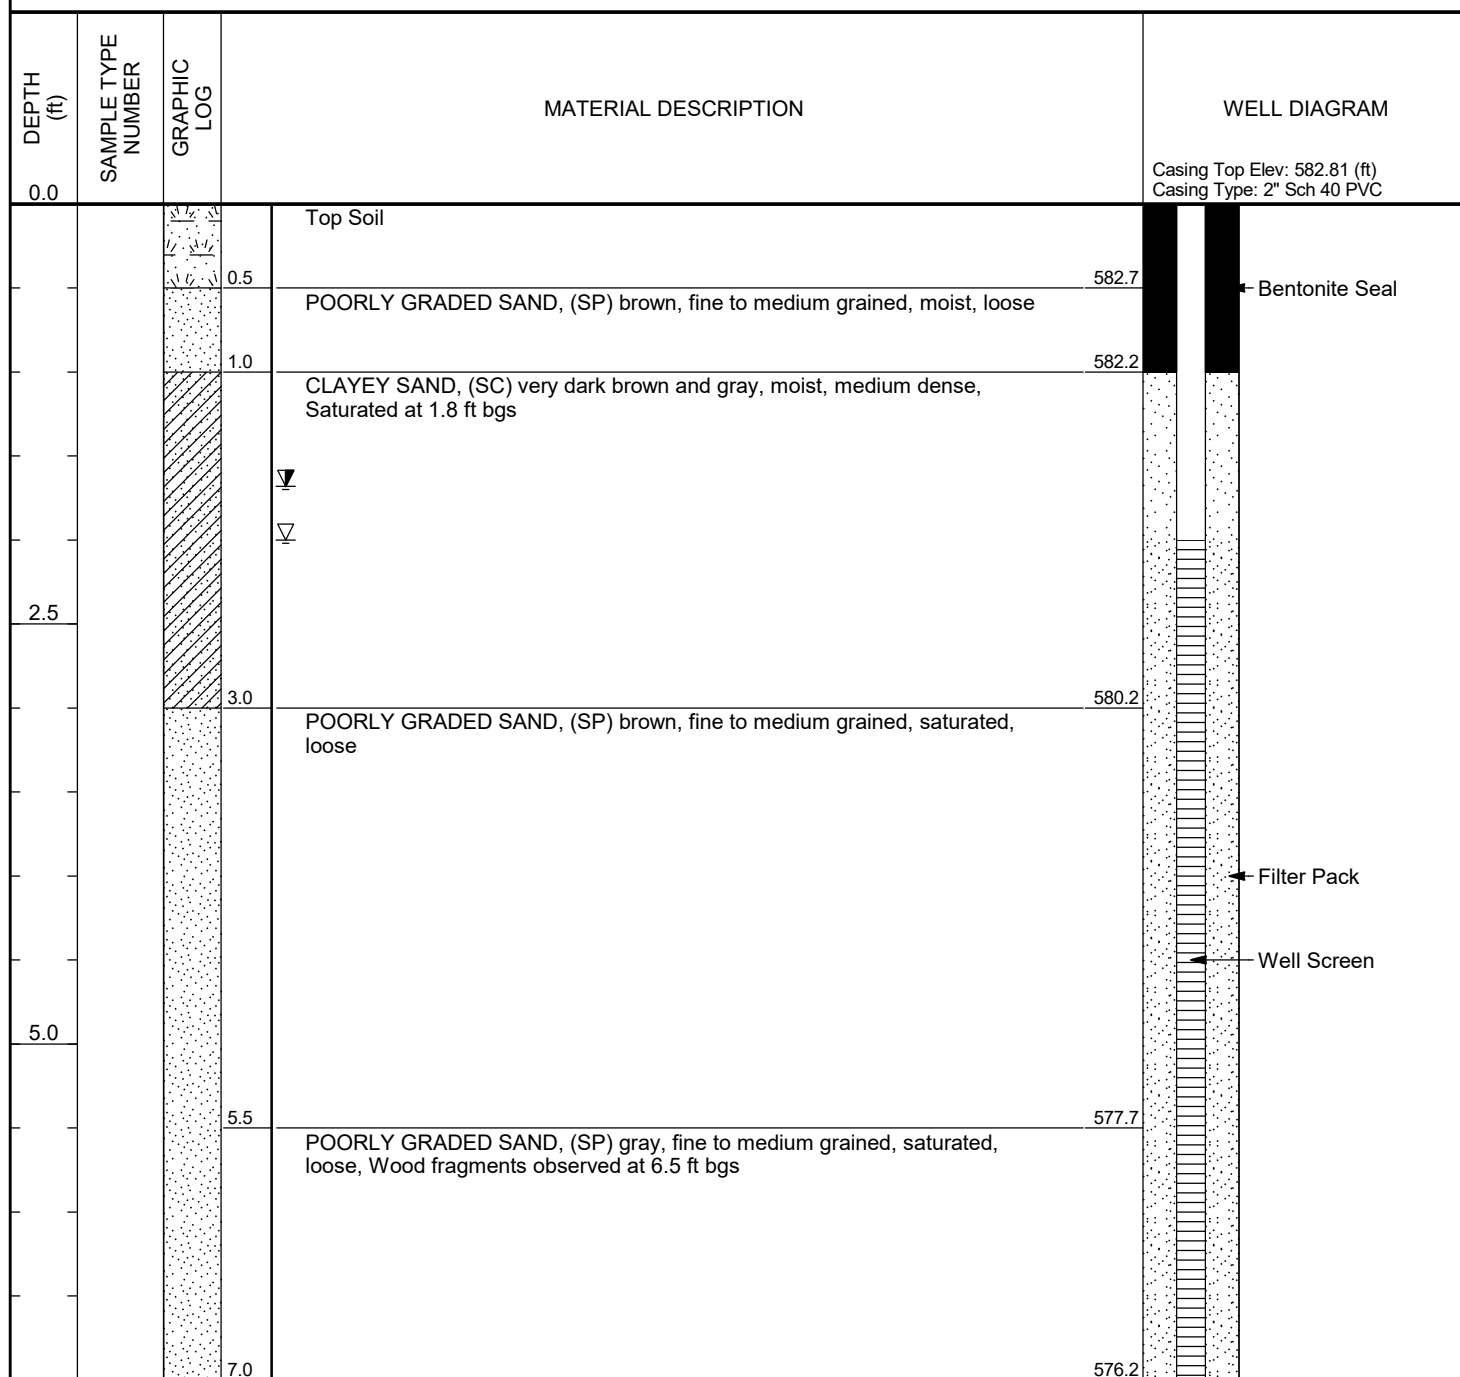 DEPTH
(ft)
SAMPLE TYPE
NUMBER
GRAPHIC
LOG
MATERIAL DESCRIPTION
WELL DIAGRAM
Casing Top Elev: 582.81 (ft)
Casing Type: 2" Sch 40 PVC
0.0
Top Soil
0.5
582.7
Bentonite Seal
POORLY GRADED SAND, (SP) brown, fine to medium grained, moist, loose
1.0
582.2
CLAYEY SAND, (SC) very dark brown and gray, moist, medium dense,
Saturated at 1.8 ft bgs
2.5
3.0
580.2
POORLY GRADED SAND, (SP) brown, fine to medium grained, saturated,
loose
Filter Pack
Well Screen
5.0
5.5
577.7
POORLY GRADED SAND, (SP) gray, fine to medium grained, saturated,
loose, Wood fragments observed at 6.5 ft bgs
7.0
576.2